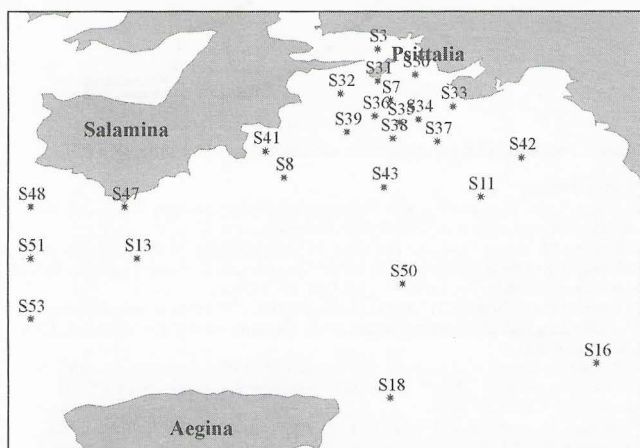 S3
Psittalia
S31
S30
S32
S7
S33
S36
S35
S34
S39
S38
S37
Salamina
S41
S42
S8
S43
S11
S48
S47
S51
S13
S50
S53
S16
S18
Aegina